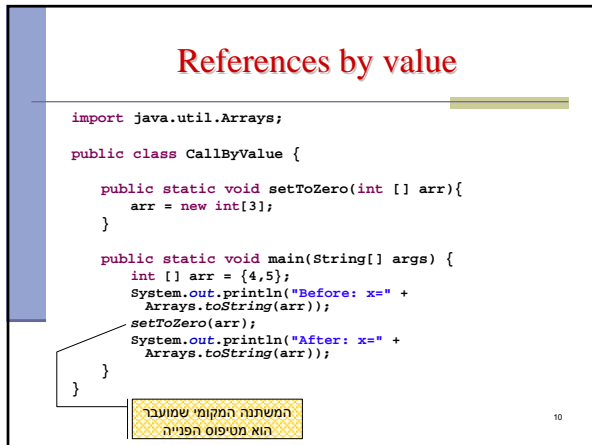 References by value
import java.util.Arrays;
public class CallByValue {
public static void setToZero(int [] arr){
arr = new int[3];
}
public static void main(String[] args) {
int [] arr = {4,5};
System.out.println("Before: x=" +
Arrays.toString(arr));
setToZero(arr);
System.out.println("After: x=" +
Arrays.toString(arr));
}
}
המשתנה המקומי שמועבר
הוא מטיפוס הפנייה
10